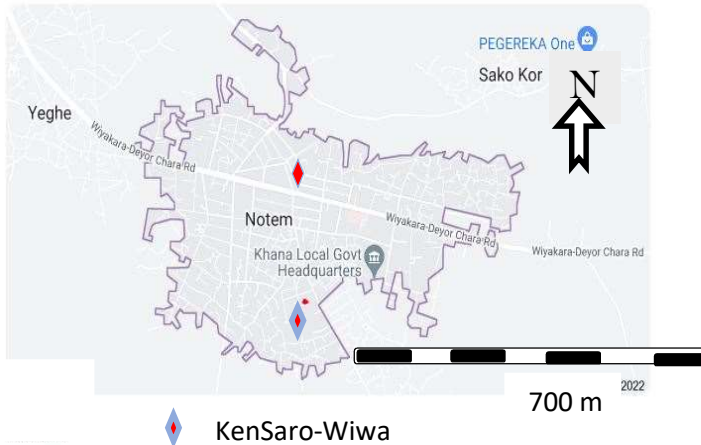 PEGEREKA One
N
Sako Kor
Yeghe
Wiyakara-Deyor Chara Rd
Notem
Wiyakara-Deyor Chara Rd
Wiyakara-Deyor Chara Rd
Khana Local Govt
Headquarters
2022
700 m
KenSaro-Wiwa